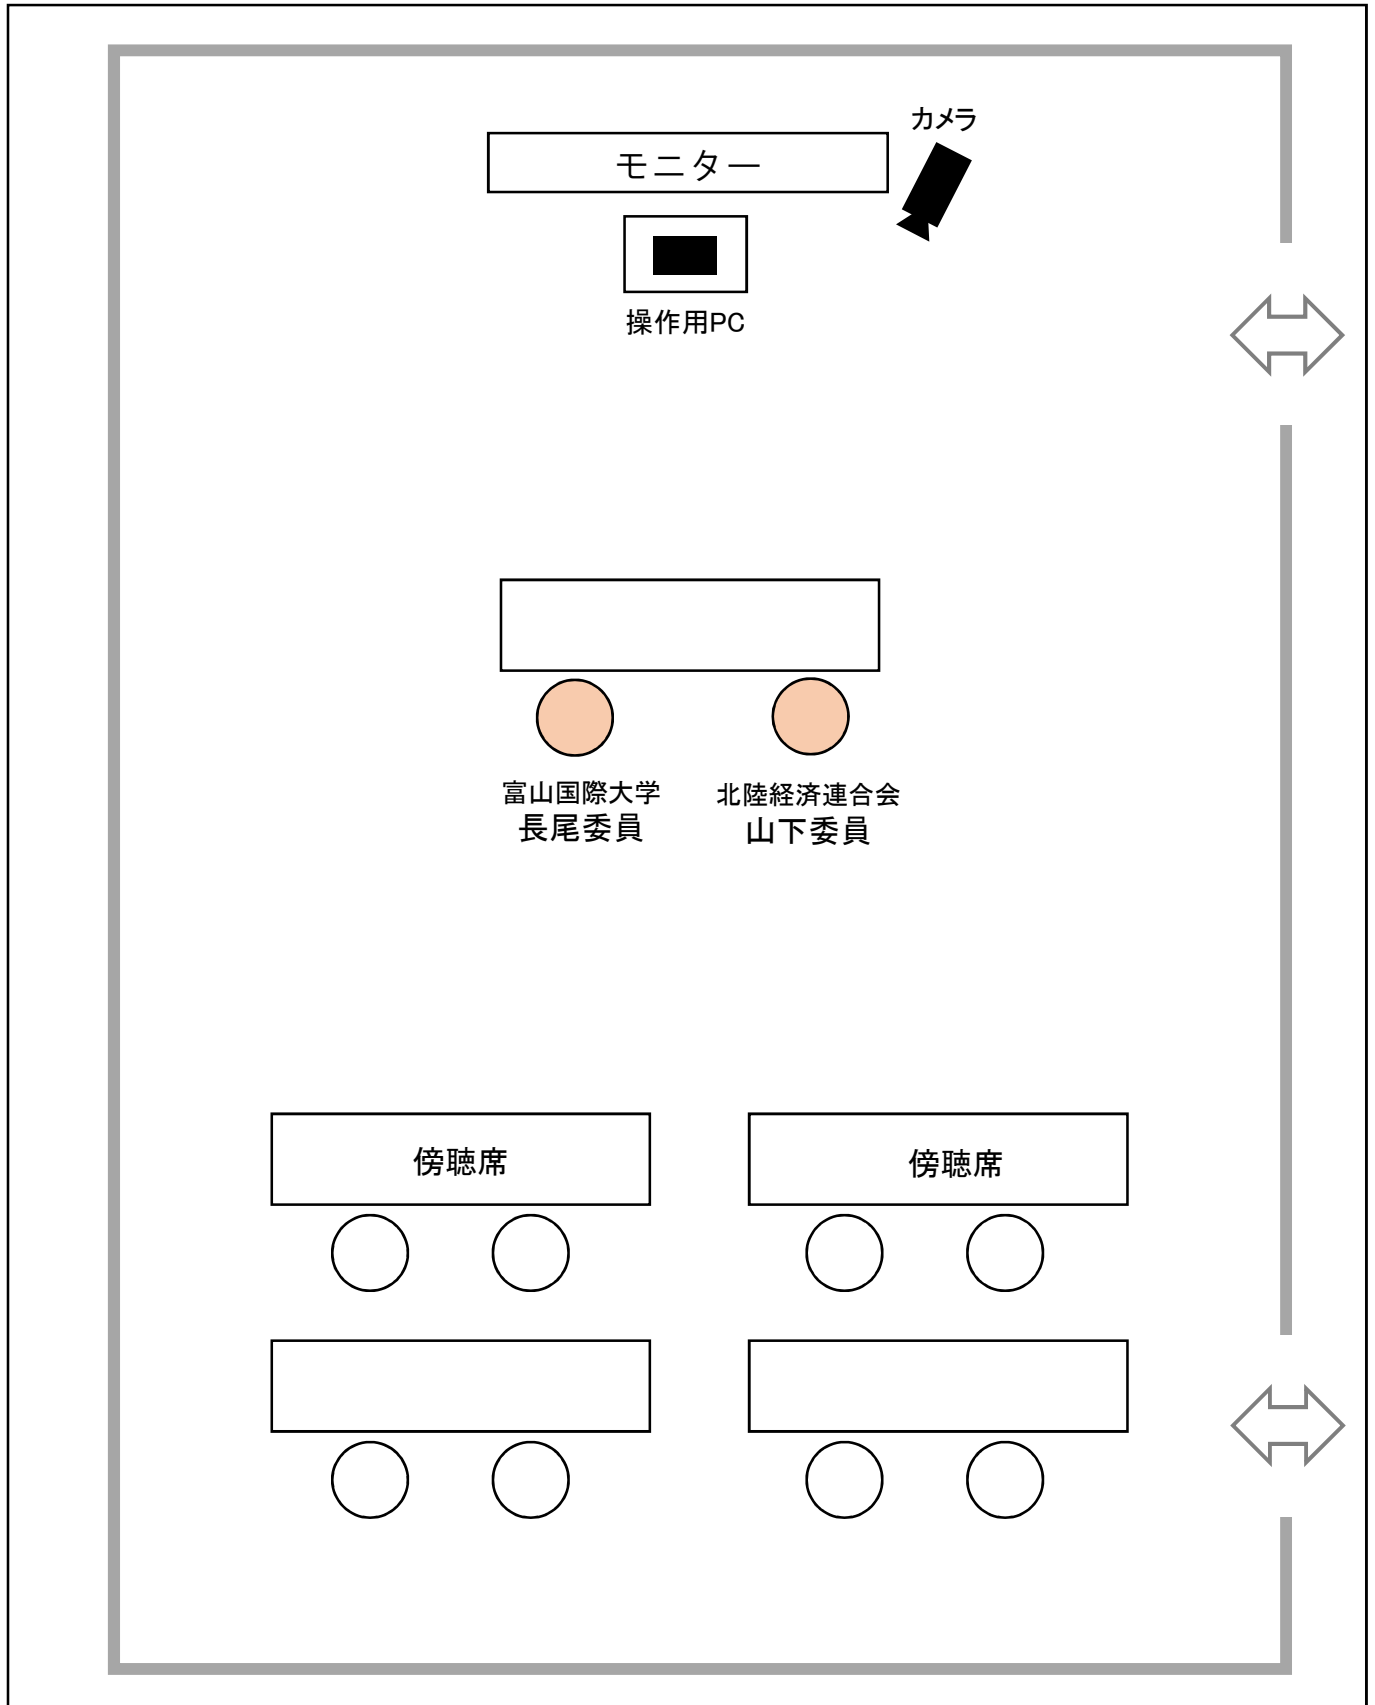 カメラ
モニター
操作用PC
富山国際大学
長尾委員
北陸経済連合会
山下委員
傍聴席
傍聴席